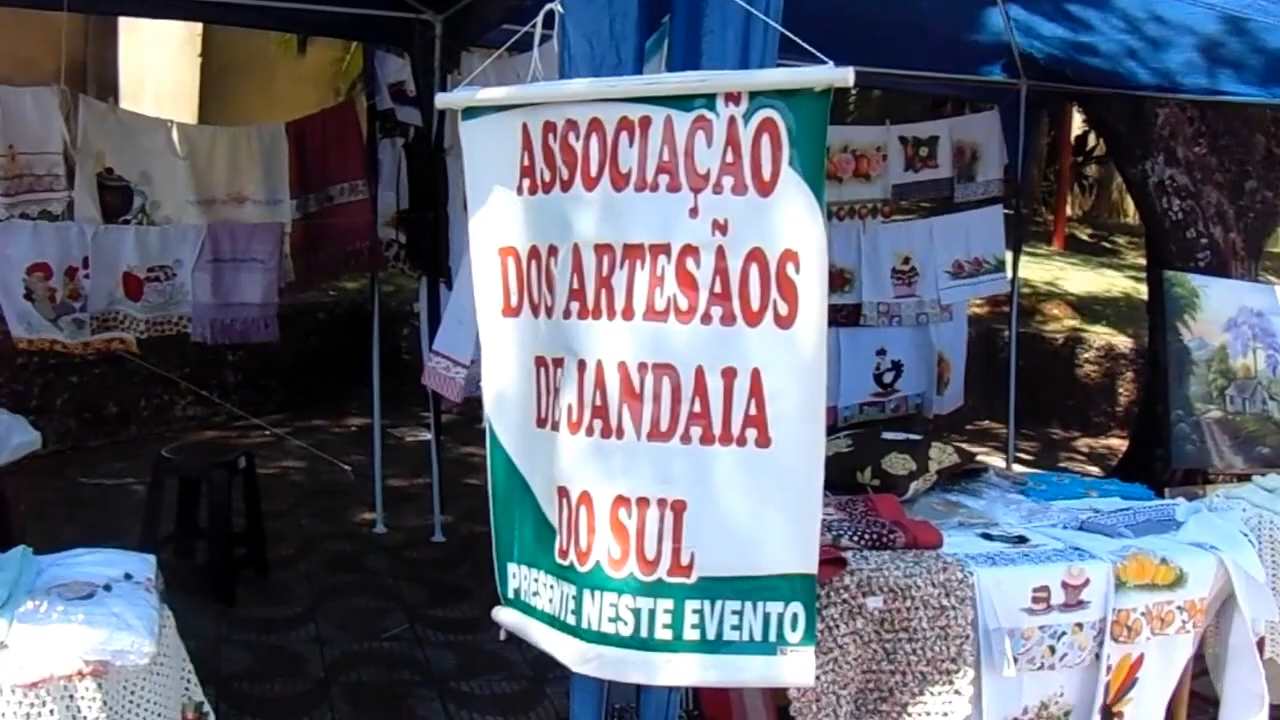 ASSOCIAÇÃO
DOS ARTESÃOS
DE JANDAIA
DO SUL
PRESENTE NESTE EVENTO